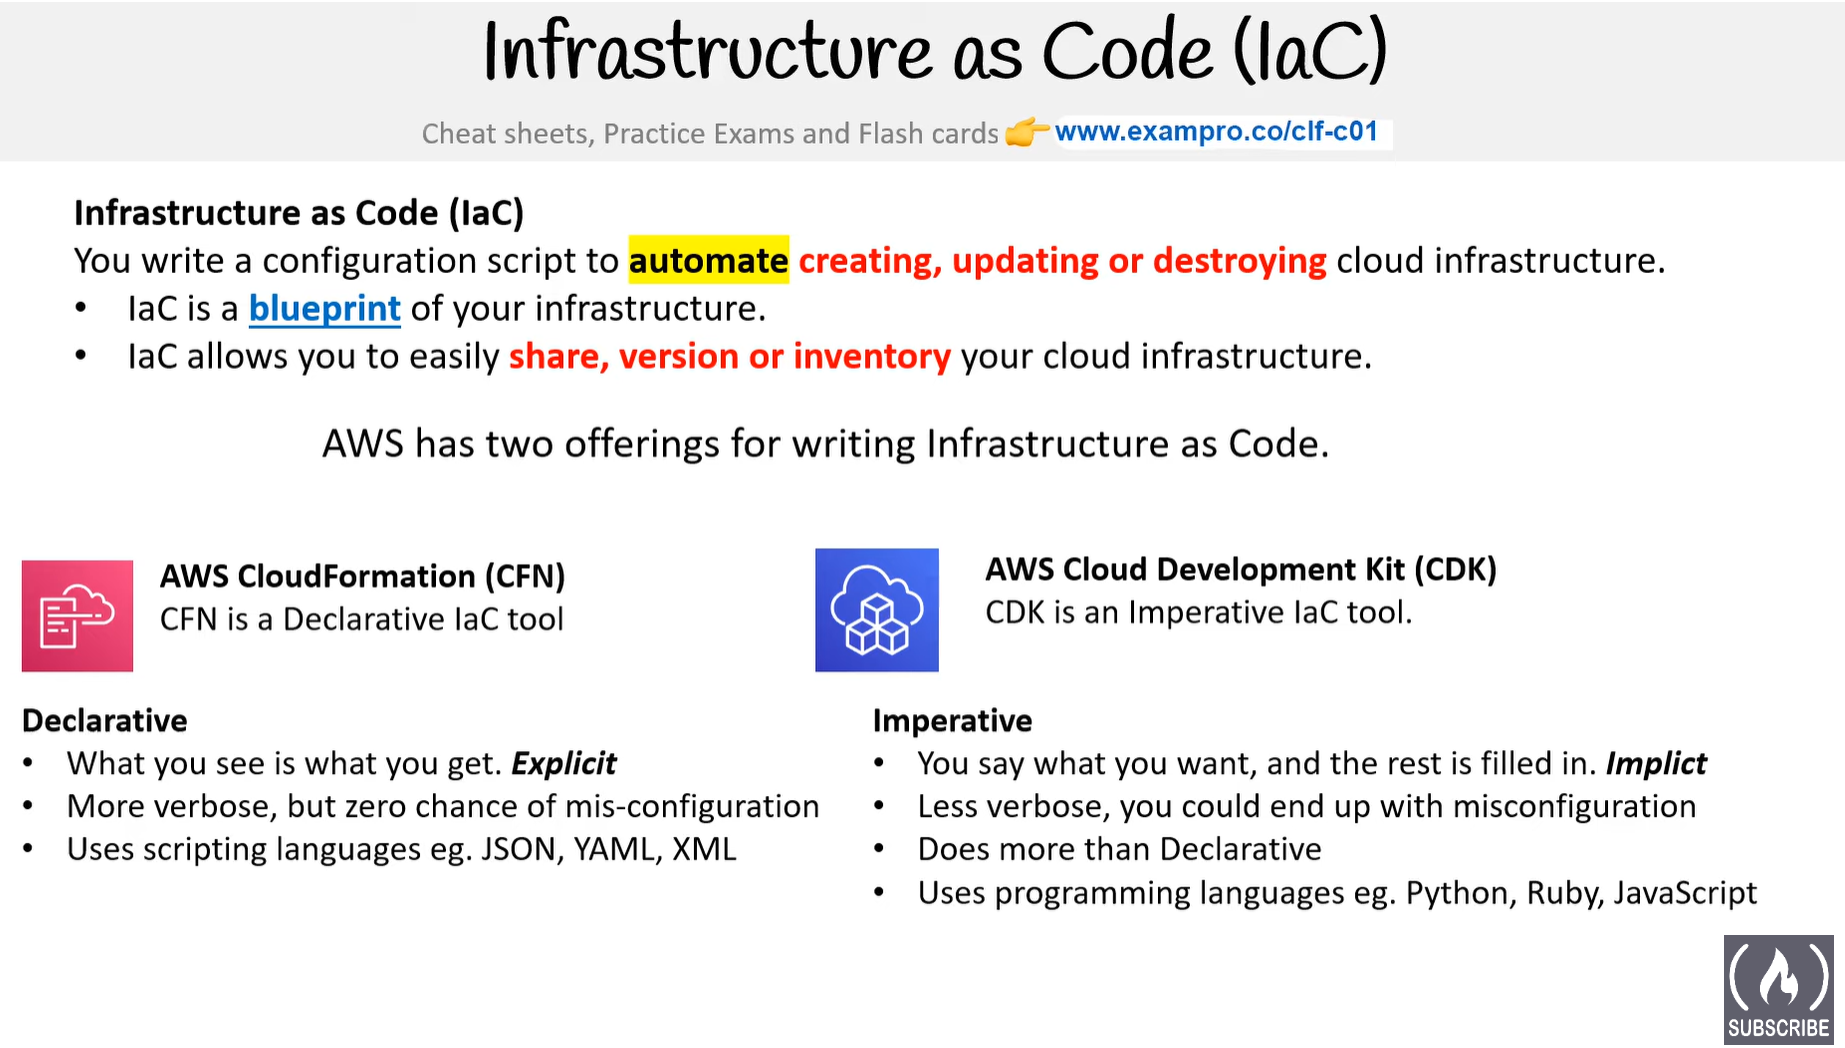 Infrastructure as Code (IaC)
Cheat sheets, Practice Exams and Flash cards 👉 www.exampro.co/clf-c01
Infrastructure as Code (IaC)
You write a configuration script to automate creating, updating or destroying cloud infrastructure.
• IaC is a blueprint of your infrastructure.
• IaC allows you to easily share, version or inventory your cloud infrastructure.
AWS has two offerings for writing Infrastructure as Code.
AWS CloudFormation (CFN)
CFN is a Declarative IaC tool
Declarative
• What you see is what you get. Explicit
• More verbose, but zero chance of mis-configuration
• Uses scripting languages eg. JSON, YAML, XML
AWS Cloud Development Kit (CDK)
CDK is an Imperative IaC tool.
Imperative
• You say what you want, and the rest is filled in. Implict
• Less verbose, you could end up with misconfiguration
• Does more than Declarative
• Uses programming languages eg. Python, Ruby, JavaScript
SUBSCRIBE